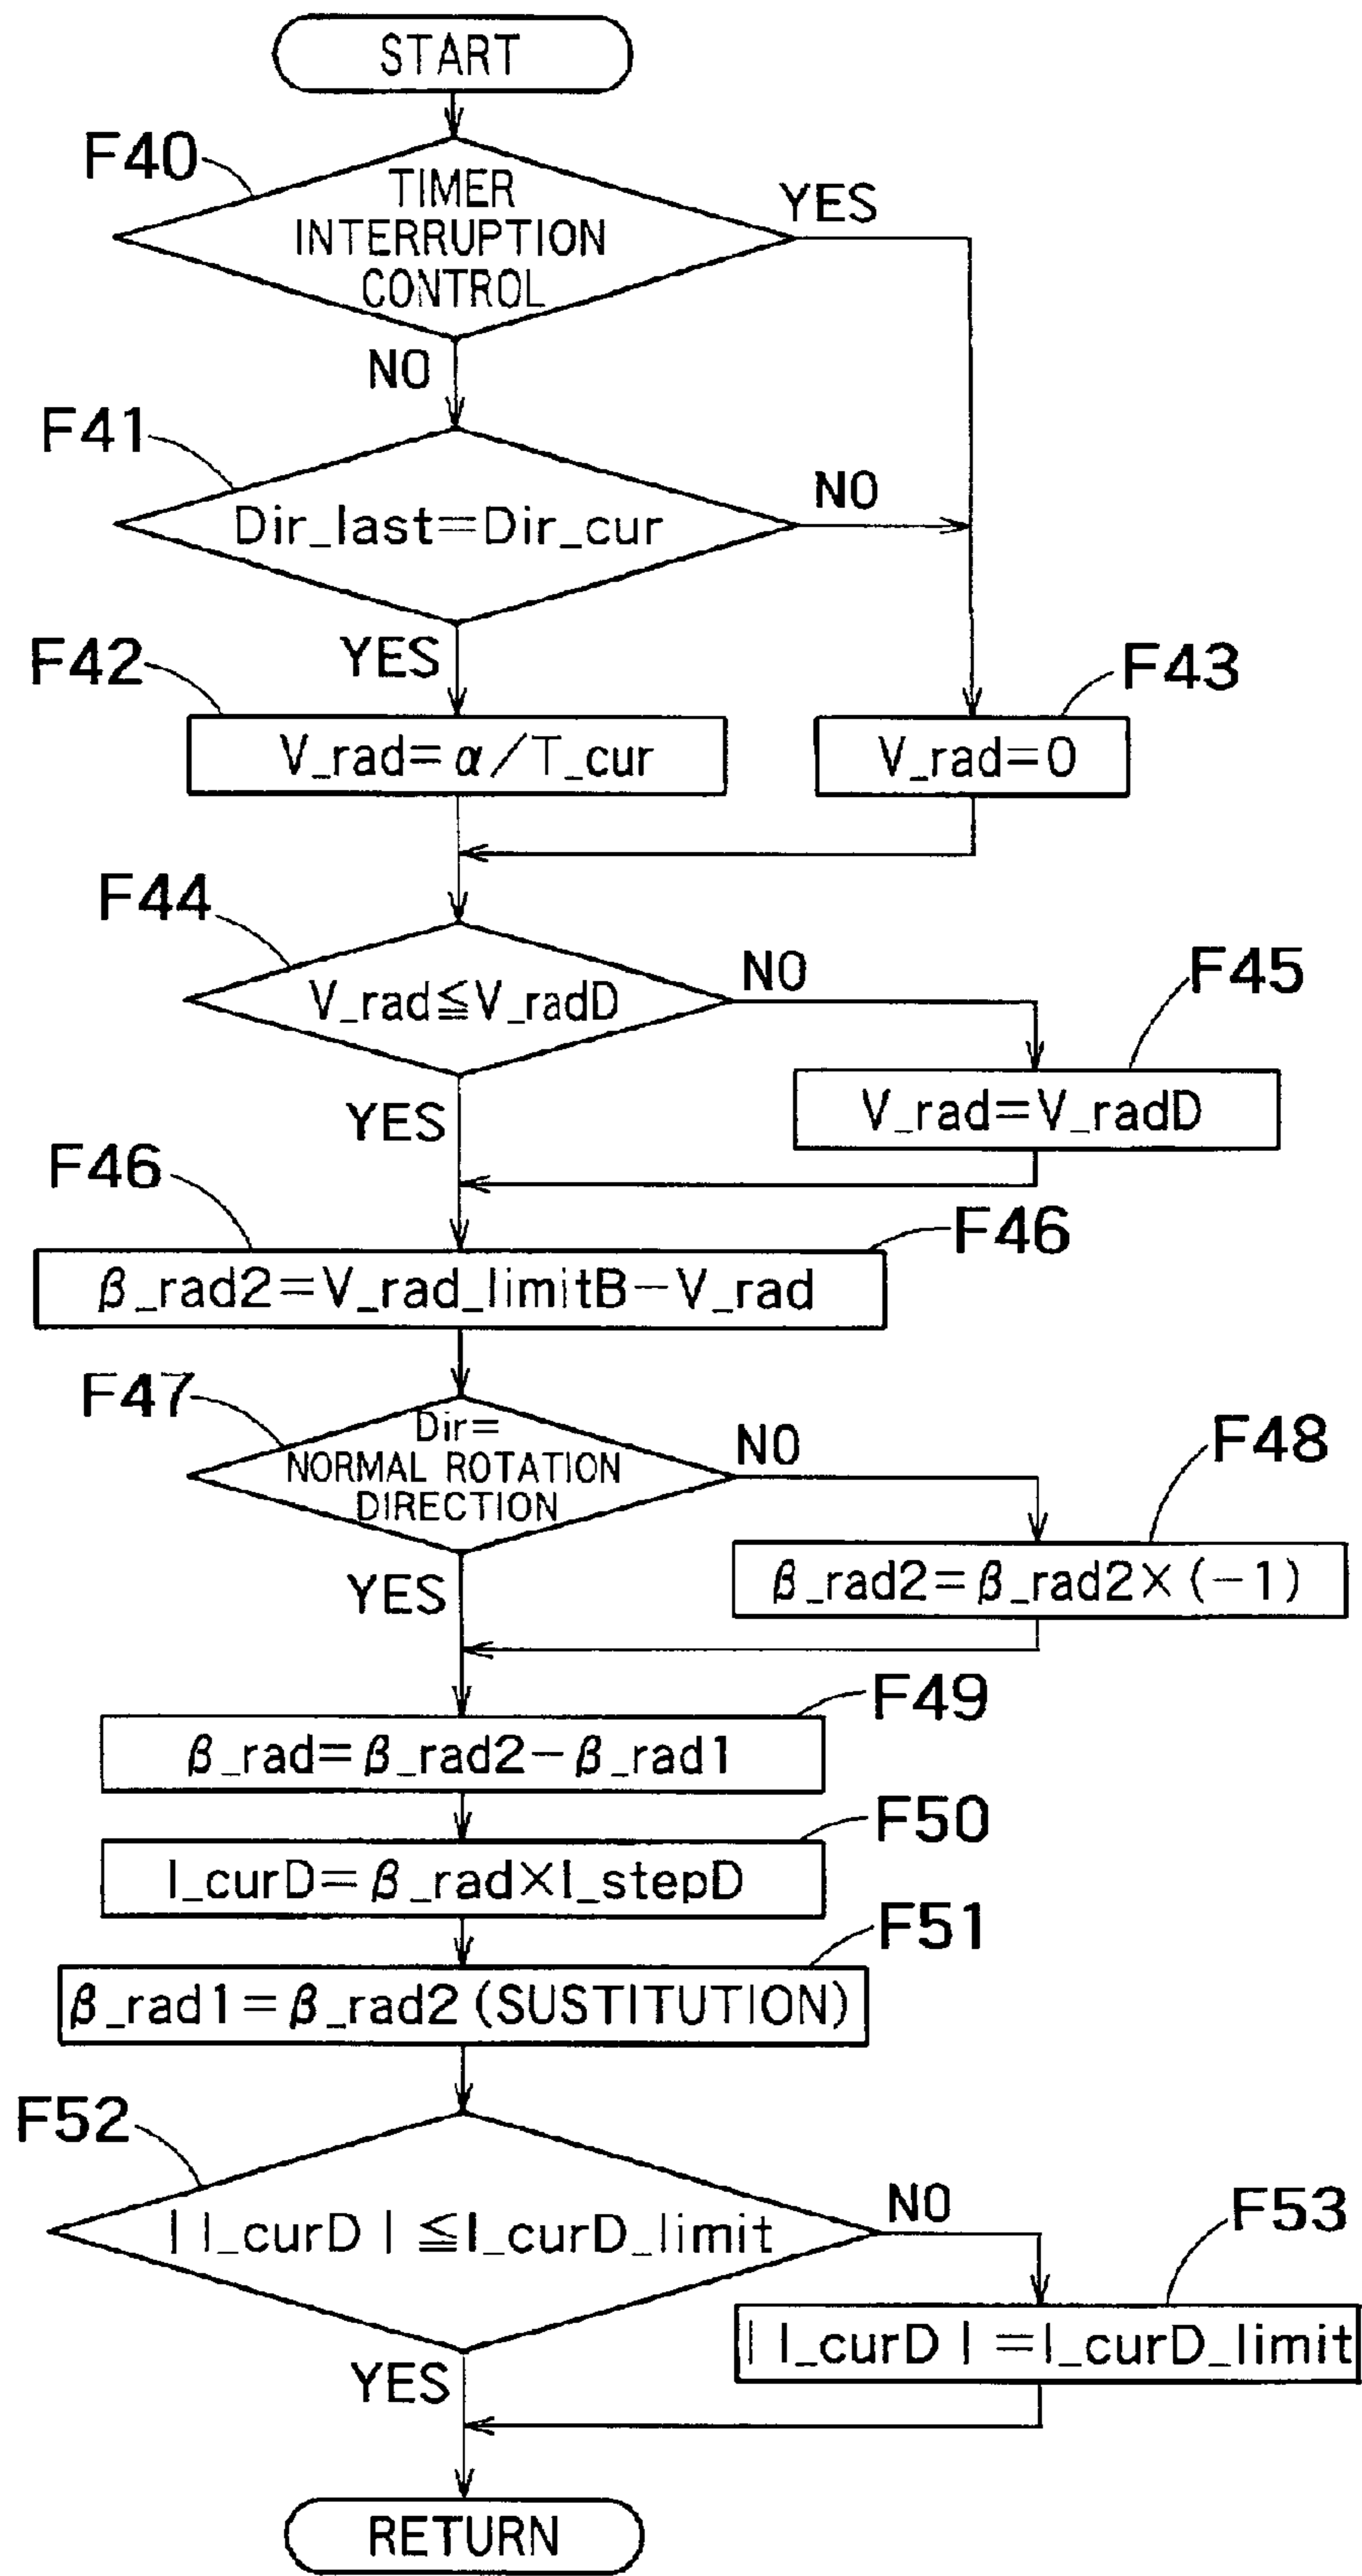 START
F40
TIMER
INTERRUPTION
CONTROL
YES
NO
F41
Dir_last=Dir_cur
NO
YES
F42
V_rad=α/T_cur
F43
V_rad=0
F44
V_rad≦V_radD
NO
F45
V_rad=V_radD
YES
F46
F46
β_rad2=V_rad_limitB−V_rad
F47
Dir=
NORMAL ROTATION
DIRECTION
NO
F48
β_rad2=β_rad2×(−1)
YES
F49
β_rad=β_rad2−β_rad1
F50
I_curD=β_rad×I_stepD
F51
β_rad1=β_rad2(SUSTITUTION)
F52
|I_curD|≦I_curD_limit
NO
F53
|I_curD|=I_curD_limit
YES
RETURN